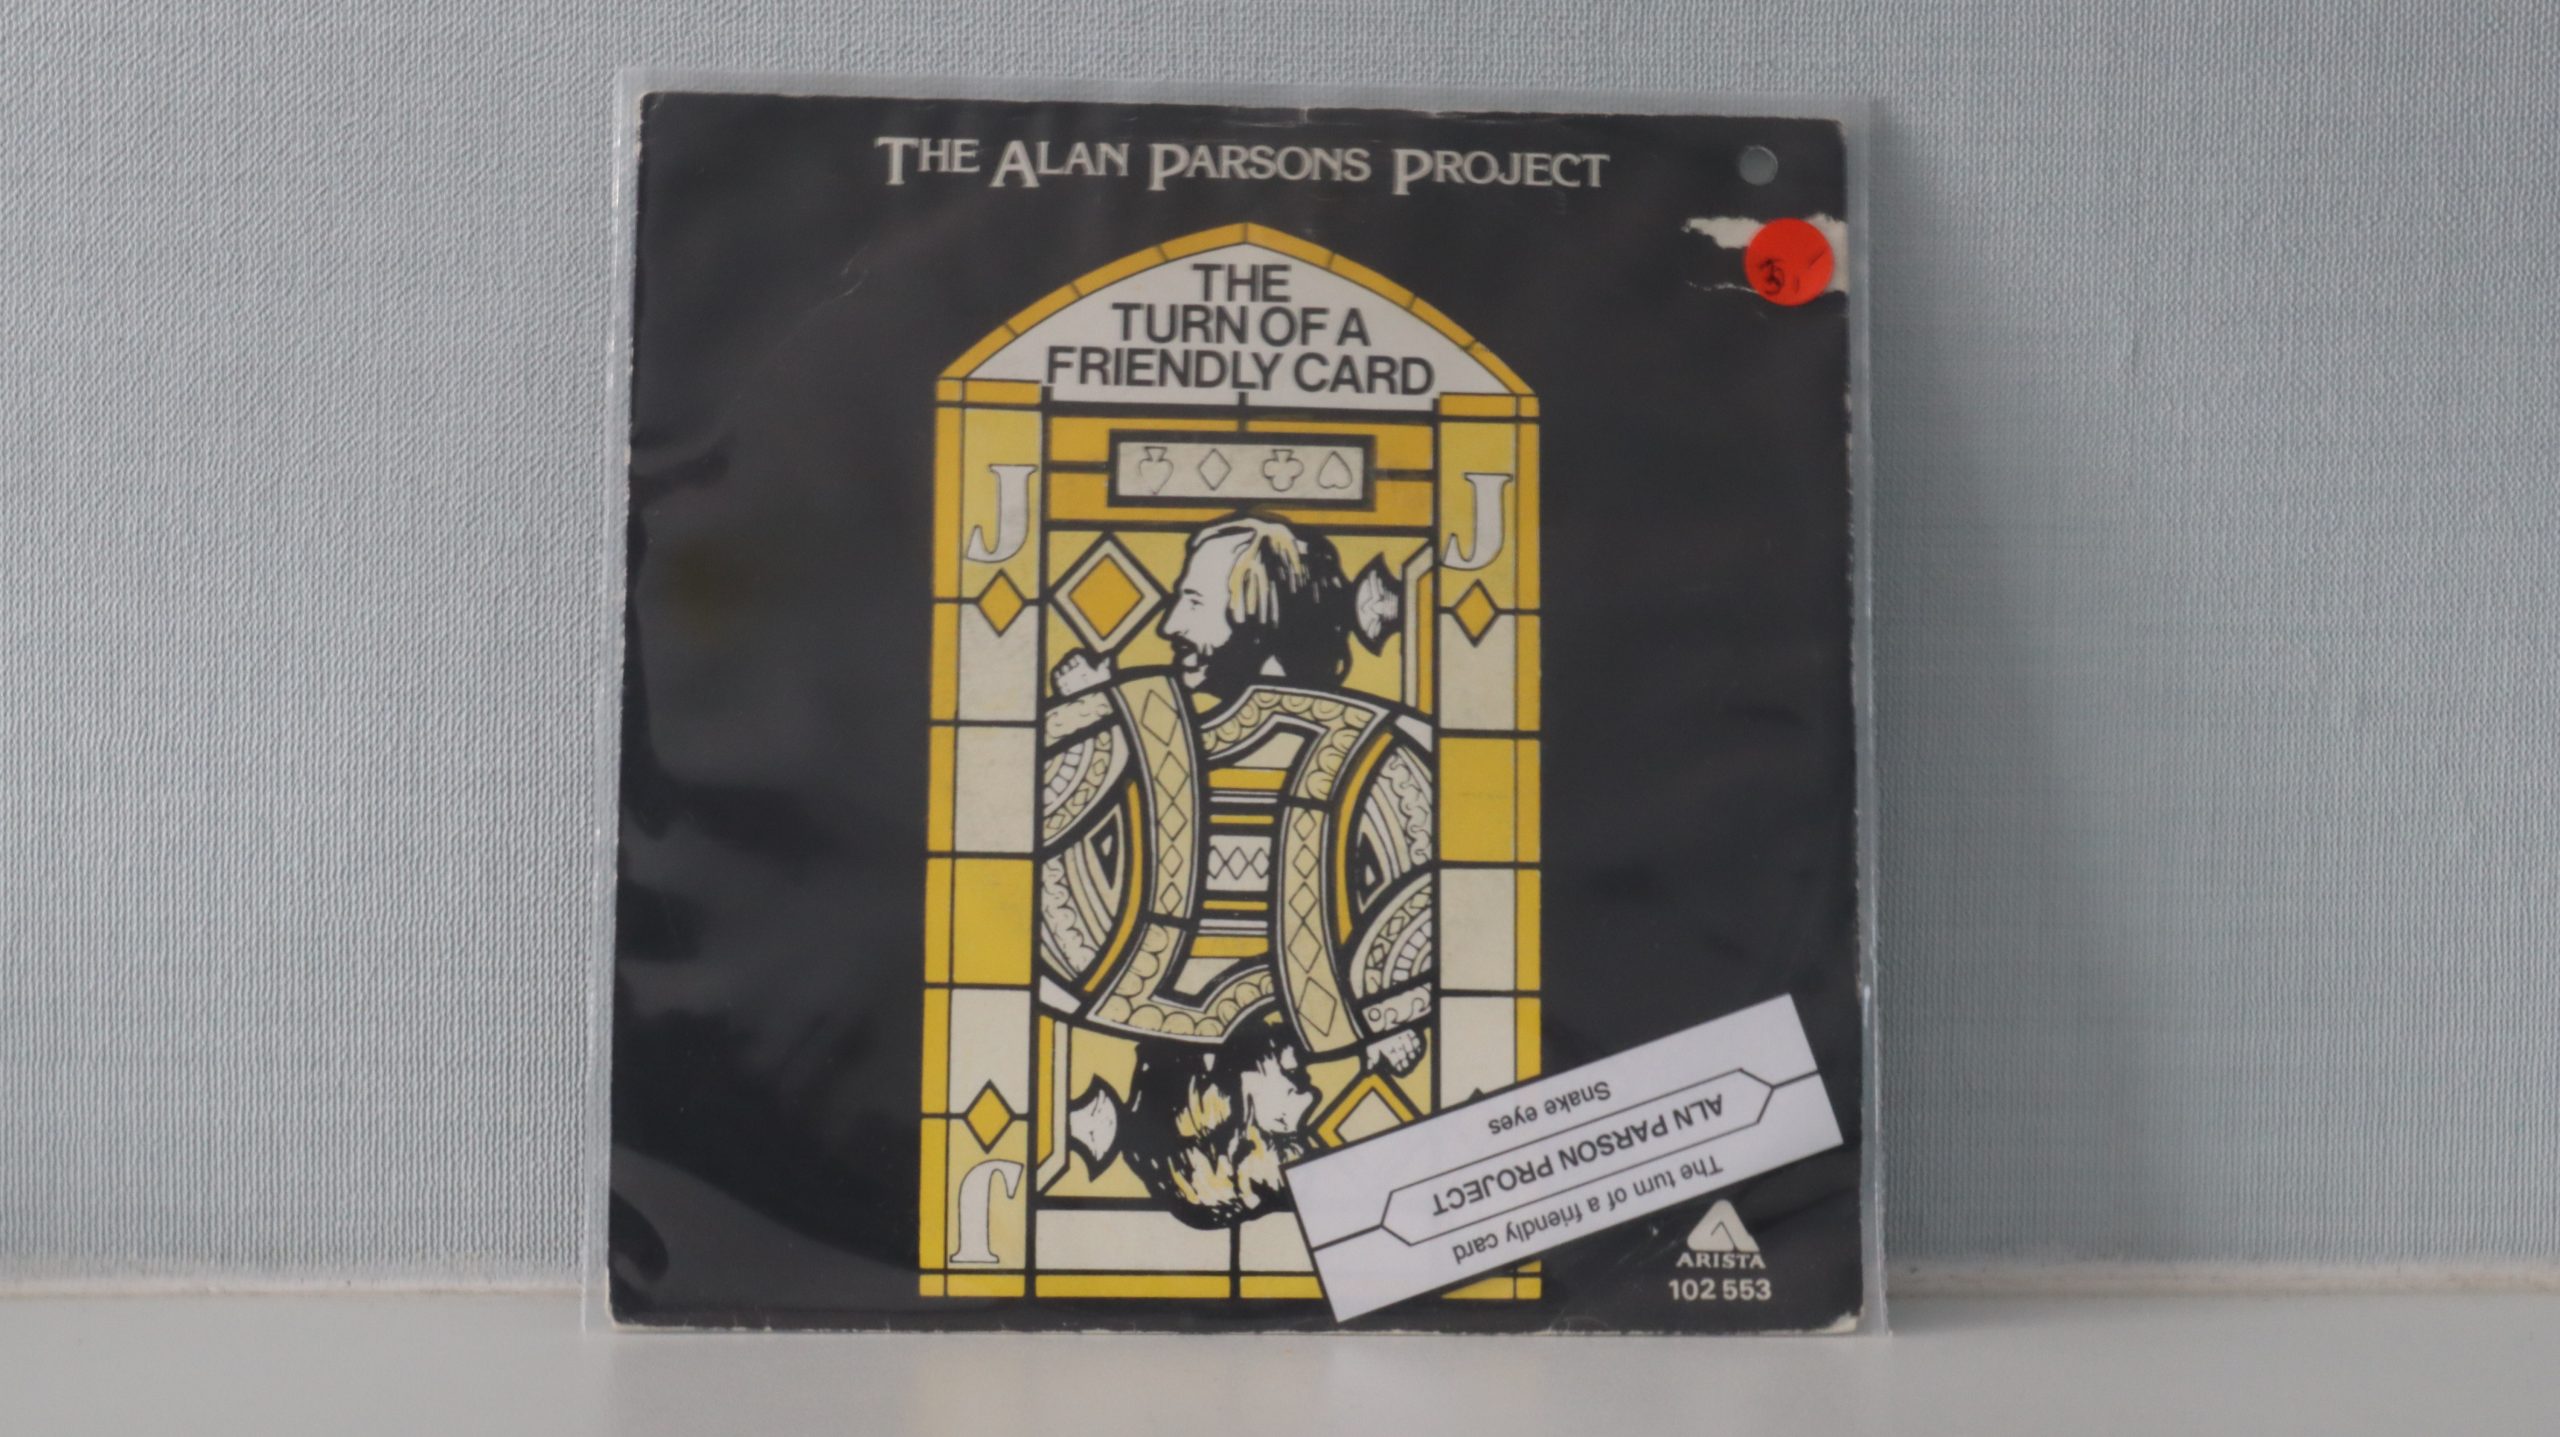 THE ALAN PARSONS PROJECT
THE
TURN OF A
FRIENDLY CARD
J
J
J
Snake eyes
ALN PARSON PROJECT
The turn of a friendly card
ARISTA
102 553